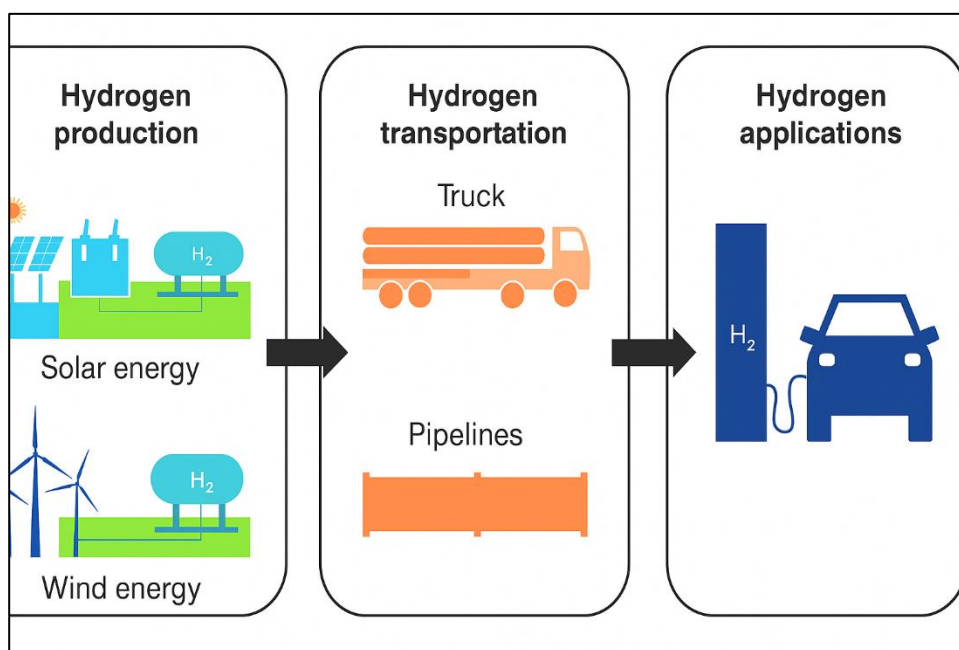 Hydrogen
production
H₂
Solar energy
H₂
Wind energy
Hydrogen
transportation
Truck
Pipelines
Hydrogen
applications
H₂